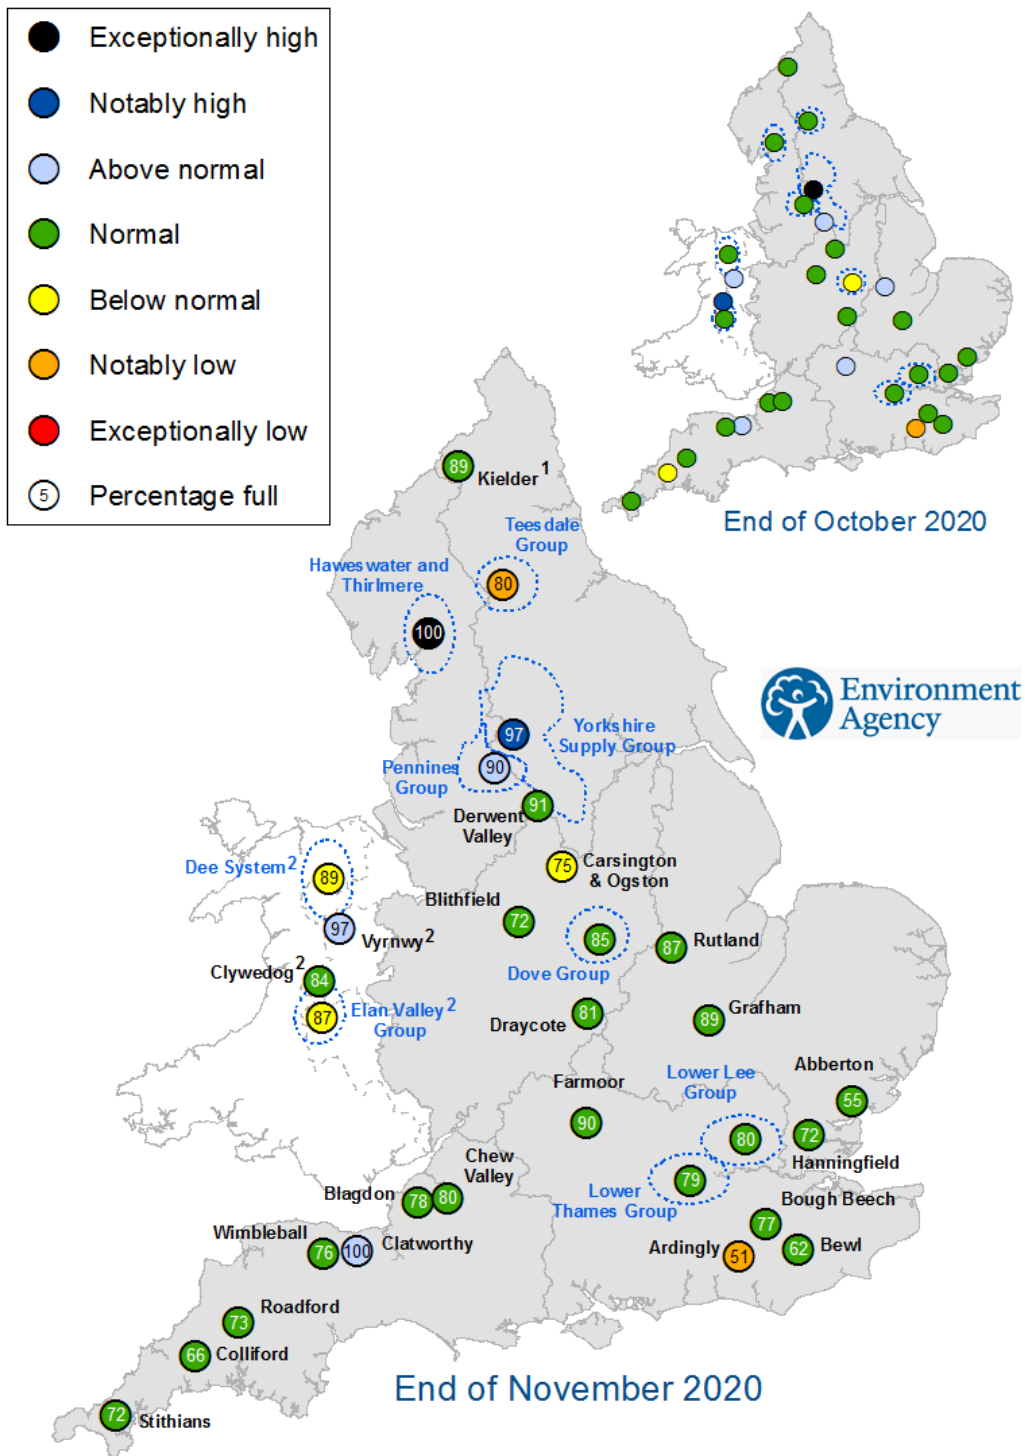 Exceptionally high
Notably high
Above normal
Normal
Below normal
Notably low
Exceptionally low
5 Percentage full
End of October 2020
89
Kielder 1
Teesdale
Group
80
Haweswater and
Thirlmere
100
Environment
Agency
97
Yorkshire
Supply Group
Pennines
Group
90
91
Derwent
Valley
75
Carsington
& Ogston
Dee System 2
89
Blithfield
72
97
Vyrnwy 2
85
Dove Group
87
Rutland
Clywedog 2
84
87
Elan Valley 2
Group
81
Draycote
89
Grafham
Abberton
55
Farmoor
90
Lower Lee
Group
80
72
Hanningfield
Chew
Valley
Blagdon
78
80
79
Lower
Thames Group
Bough Beech
77
Wimbleball
76
100
Clatworthy
Ardingly
51
62
Bewl
Roadford
73
66
Colliford
End of November 2020
72
Stithians